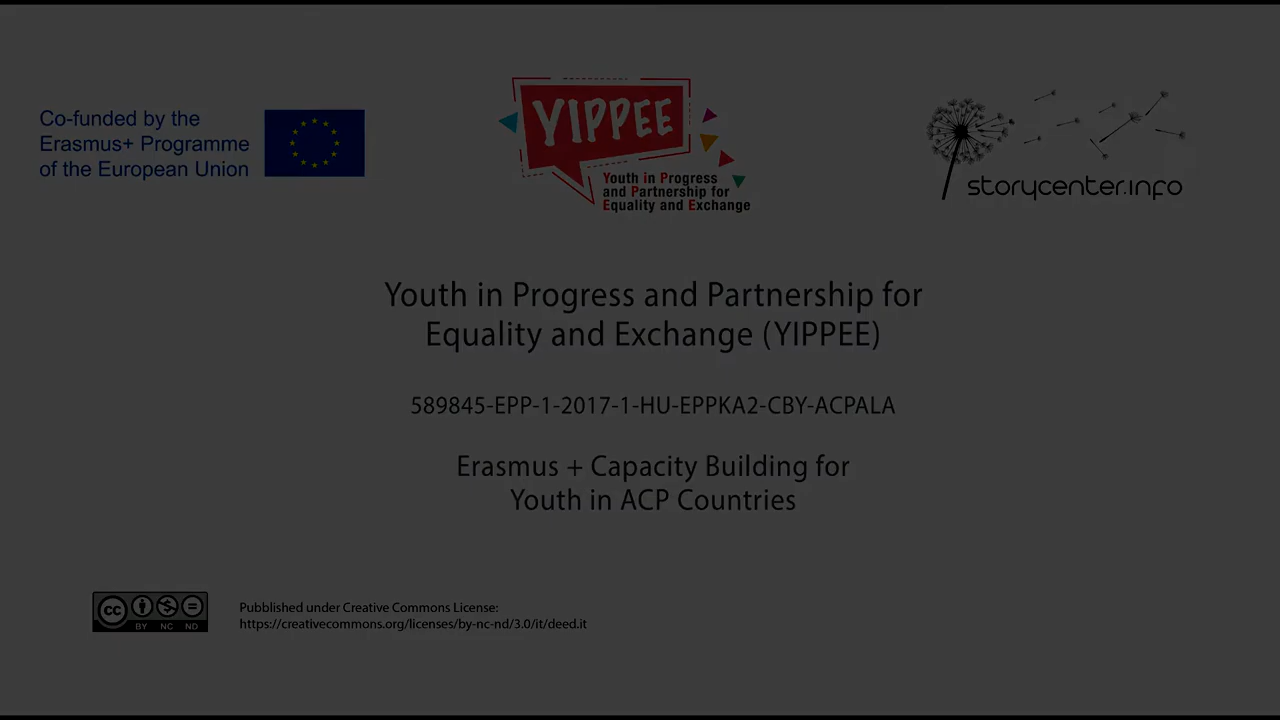 Co-funded by the
Erasmus+ Programme
of the European Union
YIPPEE
Youth in Progress
and Partnership for
Equality and Exchange
storycenter.info
Youth in Progress and Partnership for
Equality and Exchange (YIPPEE)
589845-EPP-1-2017-1-HU-EPPKA2-CBY-ACPALA
Erasmus + Capacity Building for
Youth in ACP Countries
cc
BY NC ND
Pubblished under Creative Commons License:
https://creativecommons.org/licenses/by-nc-nd/3.0/it/deed.it